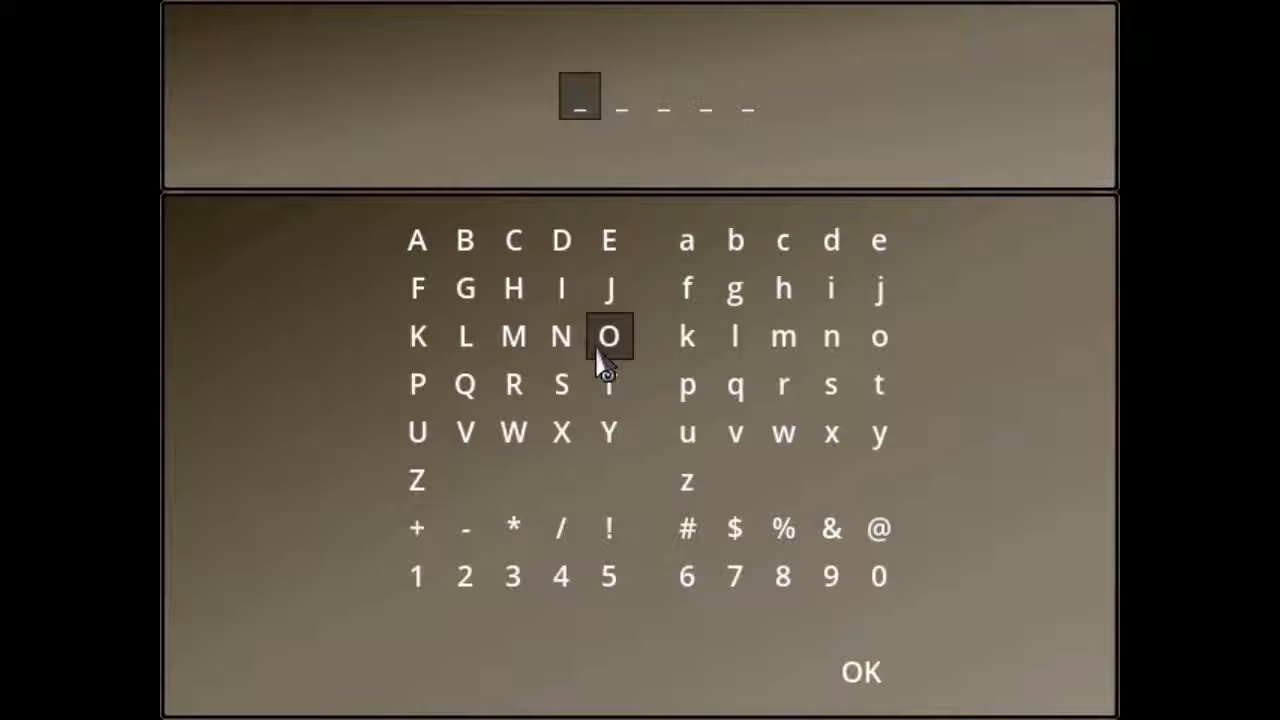 _ _ _ _ _
A B C D E a b c d e
F G H I J f g h i j
K L M N O k l m n o
P Q R S T p q r s t
U V W X Y u v w x y
Z z
+ - * / ! # $ % & @
1 2 3 4 5 6 7 8 9 0
OK